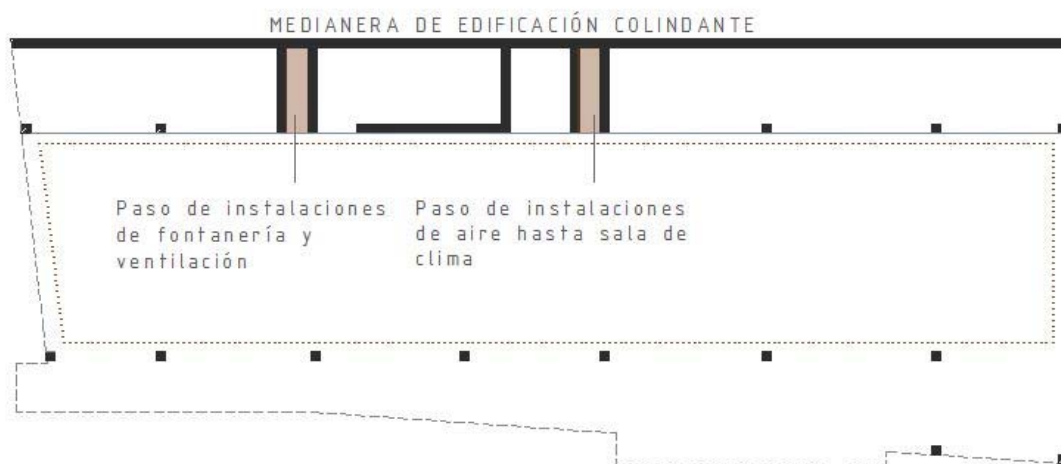 MEDIANERA DE EDIFICACIÓN COLINDANTE
Paso de instalaciones
de fontanería y
ventilación
Paso de instalaciones
de aire hasta sala de
clima